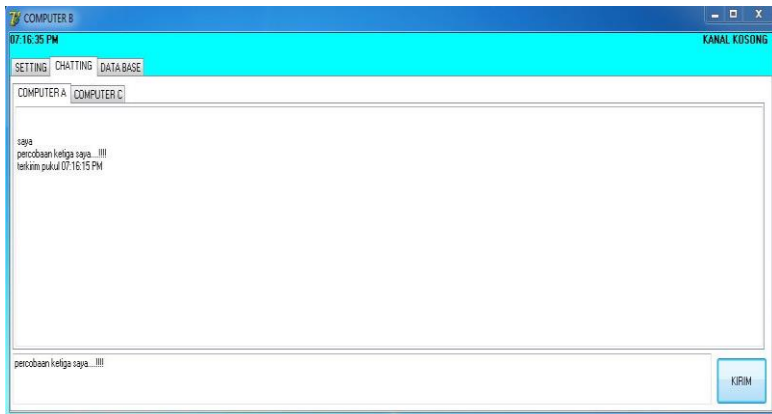 COMPUTER B
07:16:35 PM KANAL KOSONG
SETTING CHATTING DATA BASE
COMPUTER A COMPUTER C
saya
percobaan ketiga saya....!!!!
terkirim pukul 07:16:15 PM
percobaan ketiga saya....!!!!
KIRIM